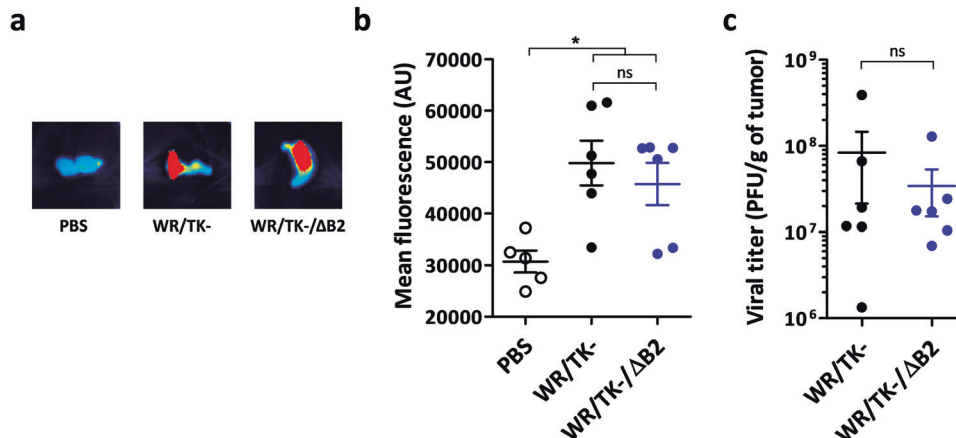 a
PBS
WR/TK-
WR/TK-/ΔB2
b
Mean fluorescence (AU)
70000
60000
50000
40000
30000
20000
*
ns
PBS
WR/TK-
WR/TK-/ΔB2
c
Viral titer (PFU/g of tumor)
10⁹
10⁸
10⁷
10⁶
ns
WR/TK-
WR/TK-/ΔB2